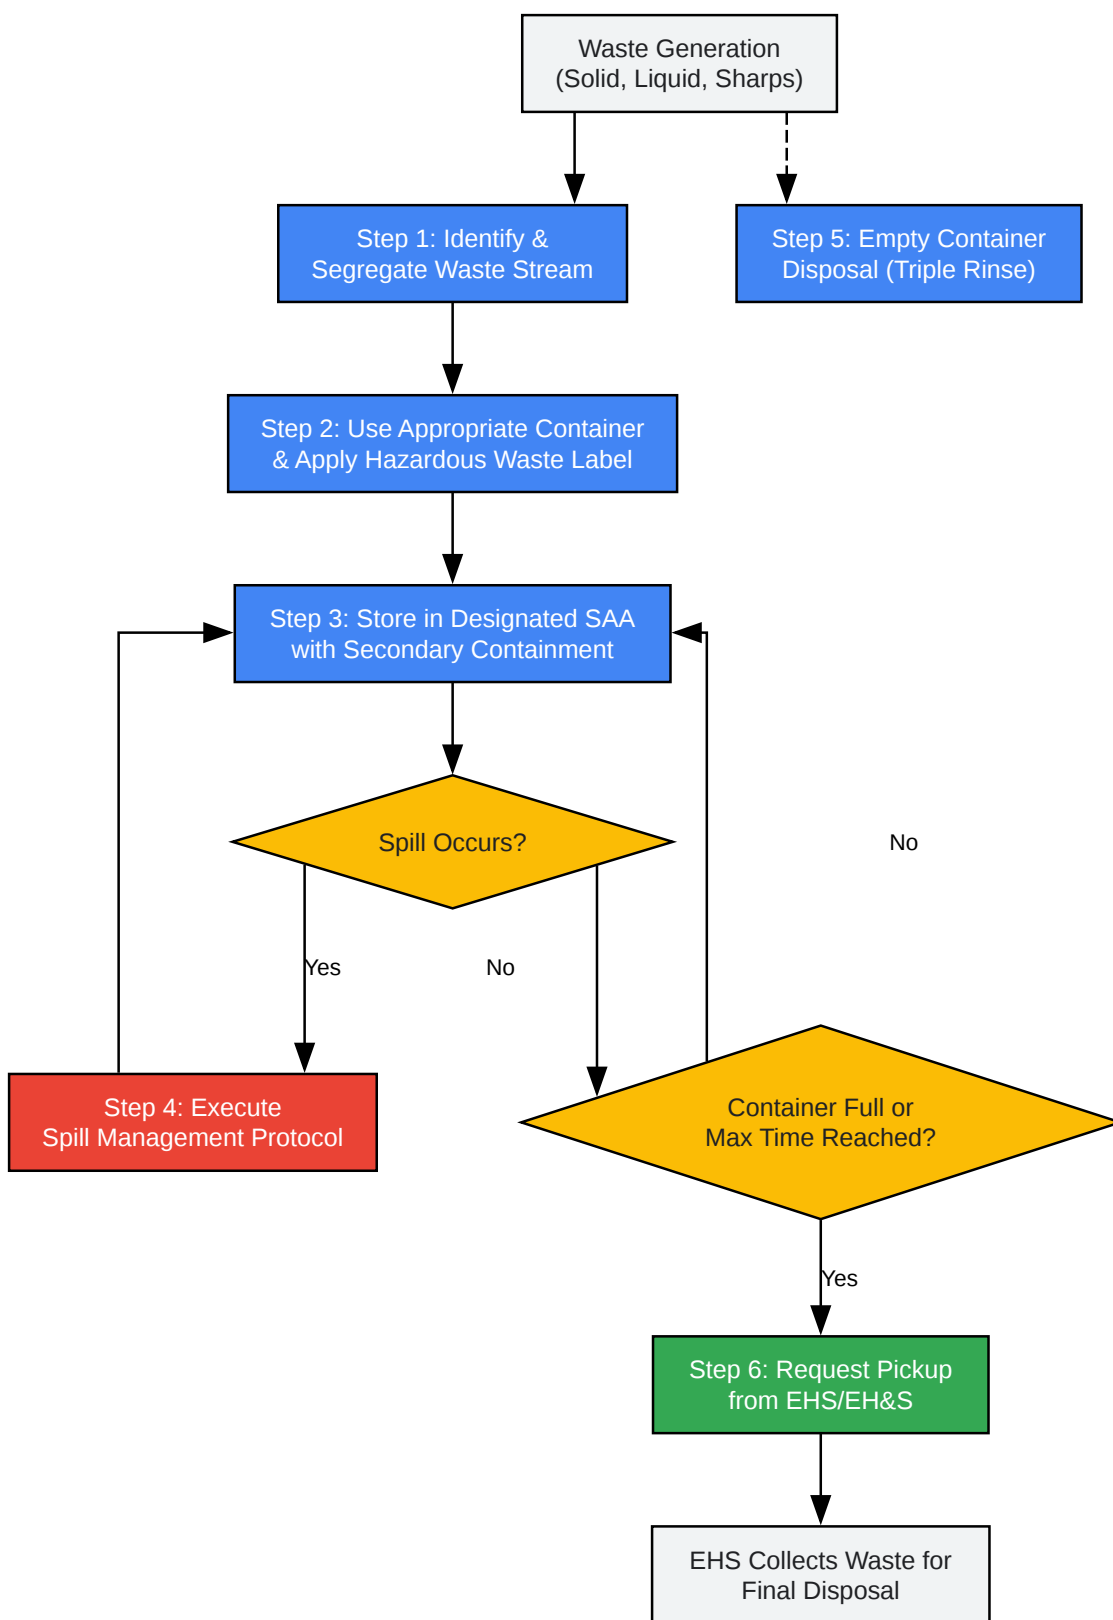 Waste Generation
(Solid, Liquid, Sharps)
Step 1: Identify &
Segregate Waste Stream
Step 5: Empty Container
Disposal (Triple Rinse)
Step 2: Use Appropriate Container
& Apply Hazardous Waste Label
Step 3: Store in Designated SAA
with Secondary Containment
Spill Occurs?
No
Yes
No
Step 4: Execute
Spill Management Protocol
Container Full or
Max Time Reached?
Yes
Step 6: Request Pickup
from EHS/EH&S
EHS Collects Waste for
Final Disposal